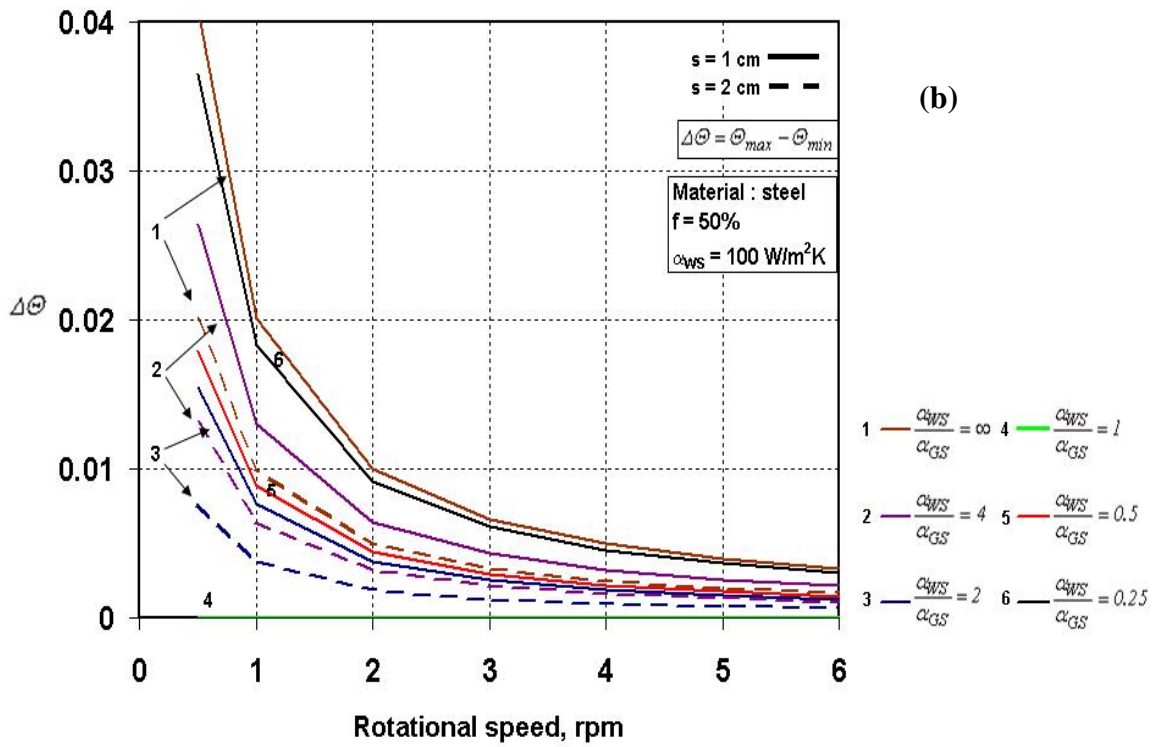 0.04
s = 1 cm
s = 2 cm
(b)
ΔΘ = Θmax − Θmin
0.03
Material : steel
f = 50%
αWS = 100 W/m²K
1
ΔΘ
0.02
6
2
3
0.01
5
4
0
0 1 2 3 4 5 6
Rotational speed, rpm
1 αWS/αGS = ∞ 4 αWS/αGS = 1
2 αWS/αGS = 4 5 αWS/αGS = 0.5
3 αWS/αGS = 2 6 αWS/αGS = 0.25